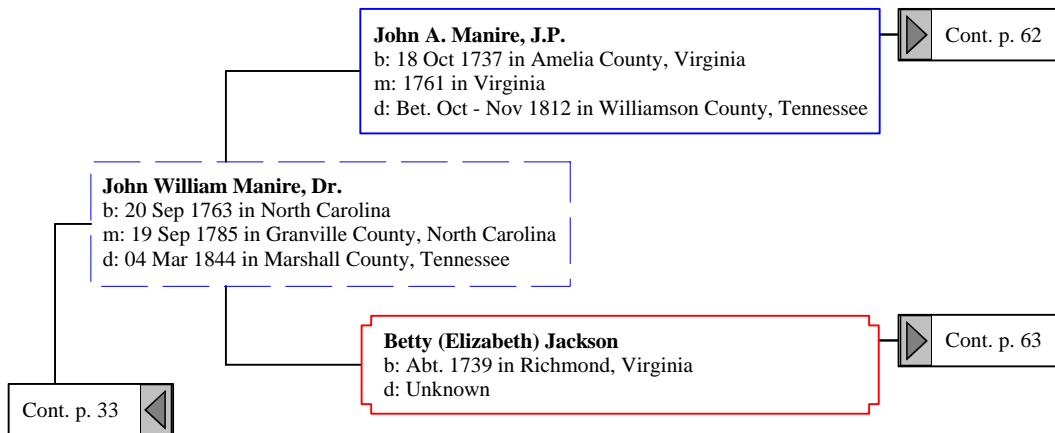 John A. Manire, J.P.
b: 18 Oct 1737 in Amelia County, Virginia
m: 1761 in Virginia
d: Bet. Oct - Nov 1812 in Williamson County, Tennessee
Cont. p. 62
John William Manire, Dr.
b: 20 Sep 1763 in North Carolina
m: 19 Sep 1785 in Granville County, North Carolina
d: 04 Mar 1844 in Marshall County, Tennessee
Betty (Elizabeth) Jackson
b: Abt. 1739 in Richmond, Virginia
d: Unknown
Cont. p. 63
Cont. p. 33